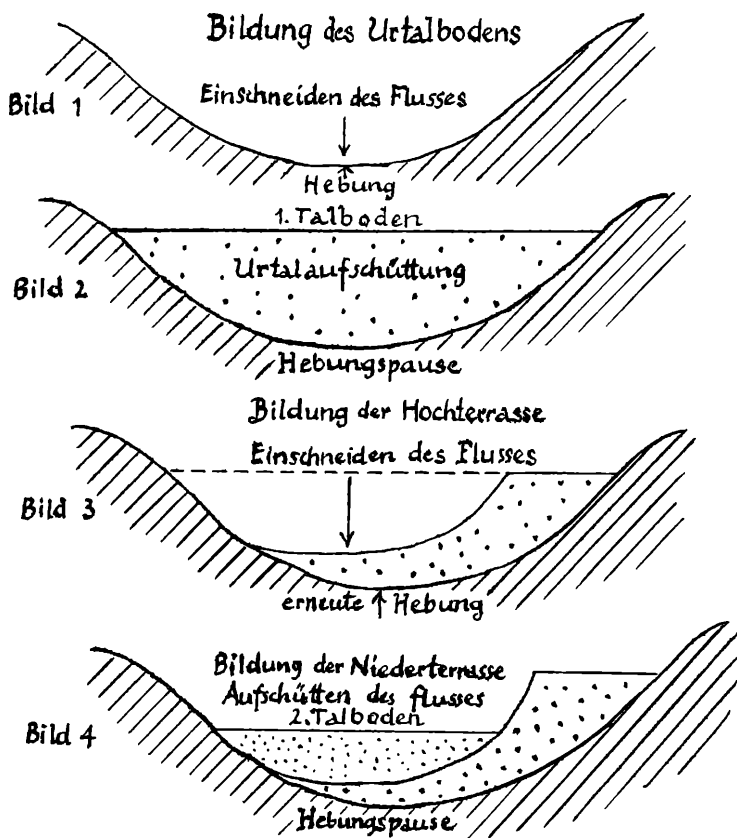 Bildung des Urtalbodens
Bild 1
Einschneiden des Flusses
Hebung
1. Talboden
Urtalaufschüttung
Bild 2
Hebungspause
Bildung der Hochterrasse
Einschneiden des Flusses
Bild 3
erneute Hebung
Bildung der Niederterrasse
Aufschütten des flusses
2. Talboden
Bild 4
Hebungspause